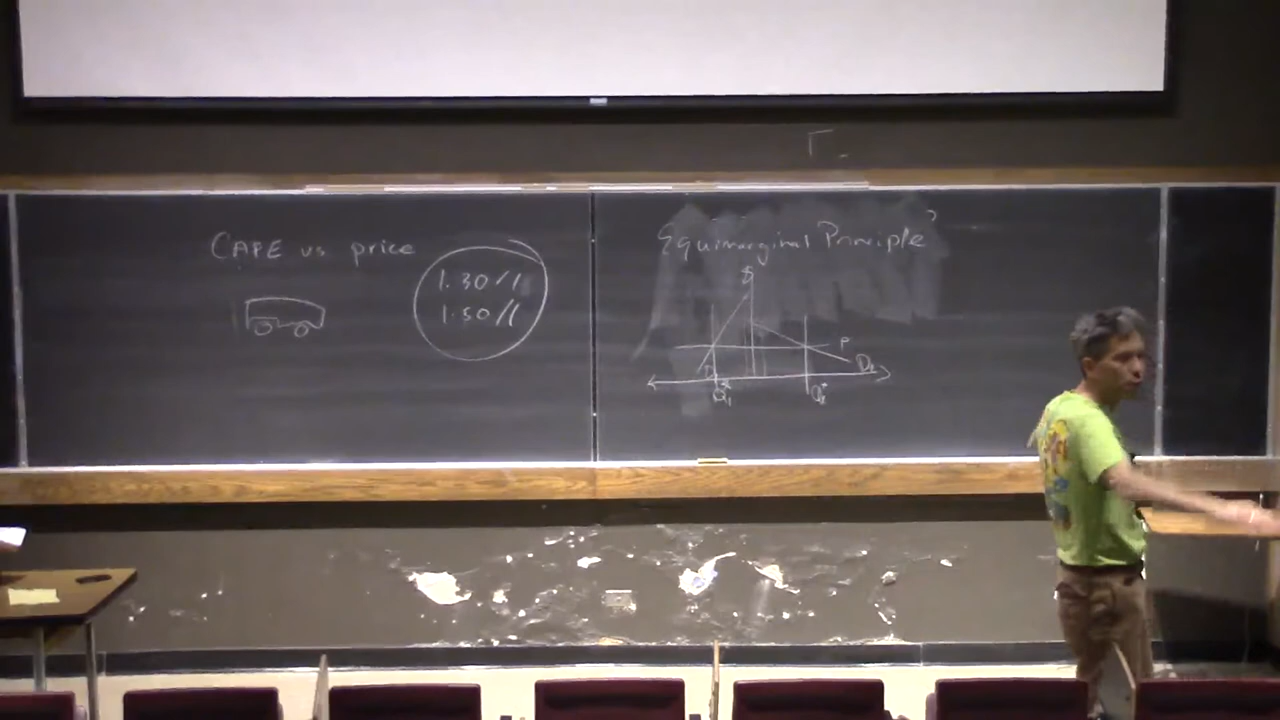 CAFE vs price
1.30/l
1.50/l
Equimarginal Principle
$
P
D₂
Q₁*
Q₂*